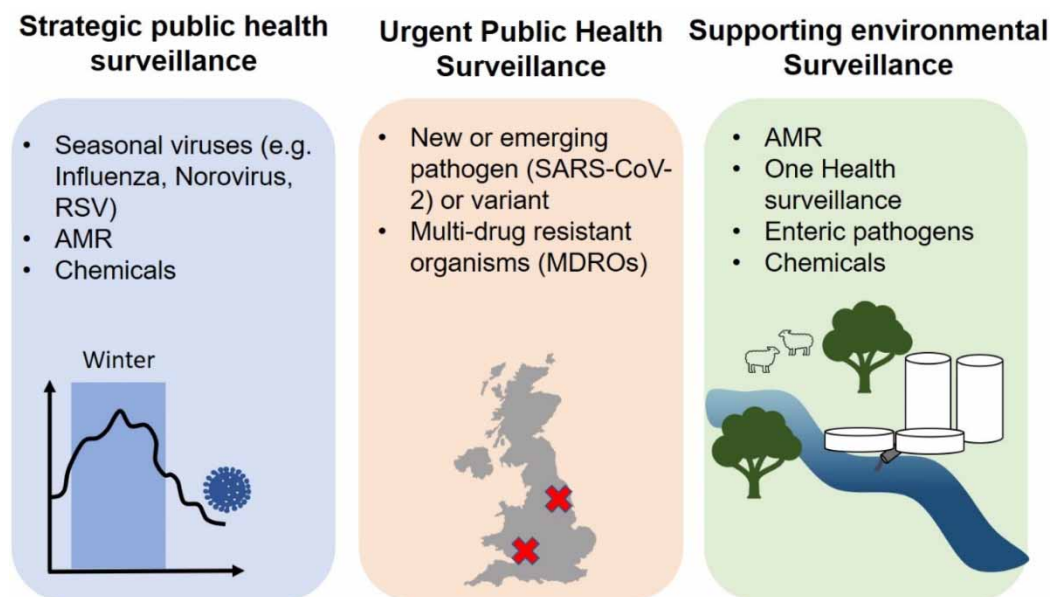 Strategic public health
surveillance
• Seasonal viruses (e.g.
Influenza, Norovirus,
RSV)
• AMR
• Chemicals
Winter
Urgent Public Health
Surveillance
• New or emerging
pathogen (SARS-CoV-
2) or variant
• Multi-drug resistant
organisms (MDROs)
Supporting environmental
Surveillance
• AMR
• One Health
surveillance
• Enteric pathogens
• Chemicals